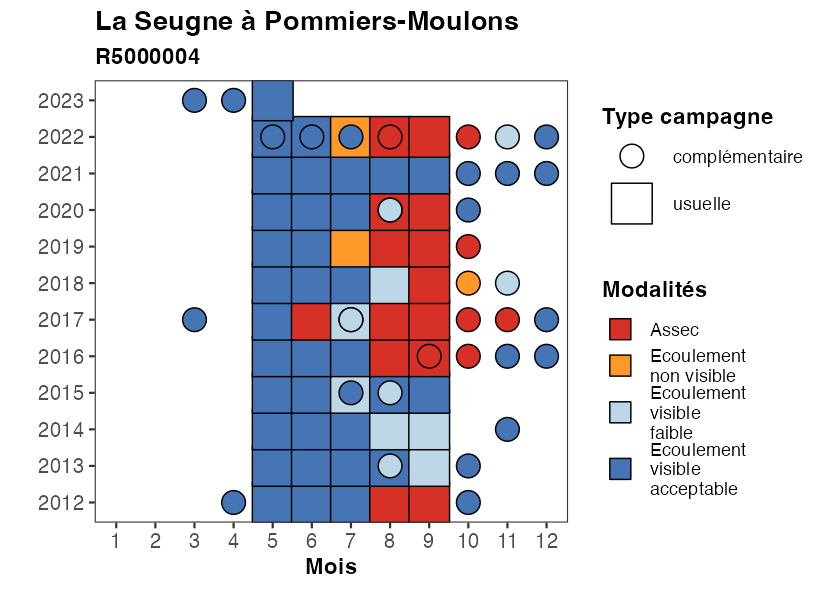 La Seugne à Pommiers-Moulons
R5000004
2023
2022
2021
2020
2019
2018
2017
2016
2015
2014
2013
2012
1 2 3 4 5 6 7 8 9 10 11 12
Mois
Type campagne
complémentaire
usuelle
Modalités
Assec
Ecoulement
non visible
Ecoulement
visible
faible
Ecoulement
visible
acceptable